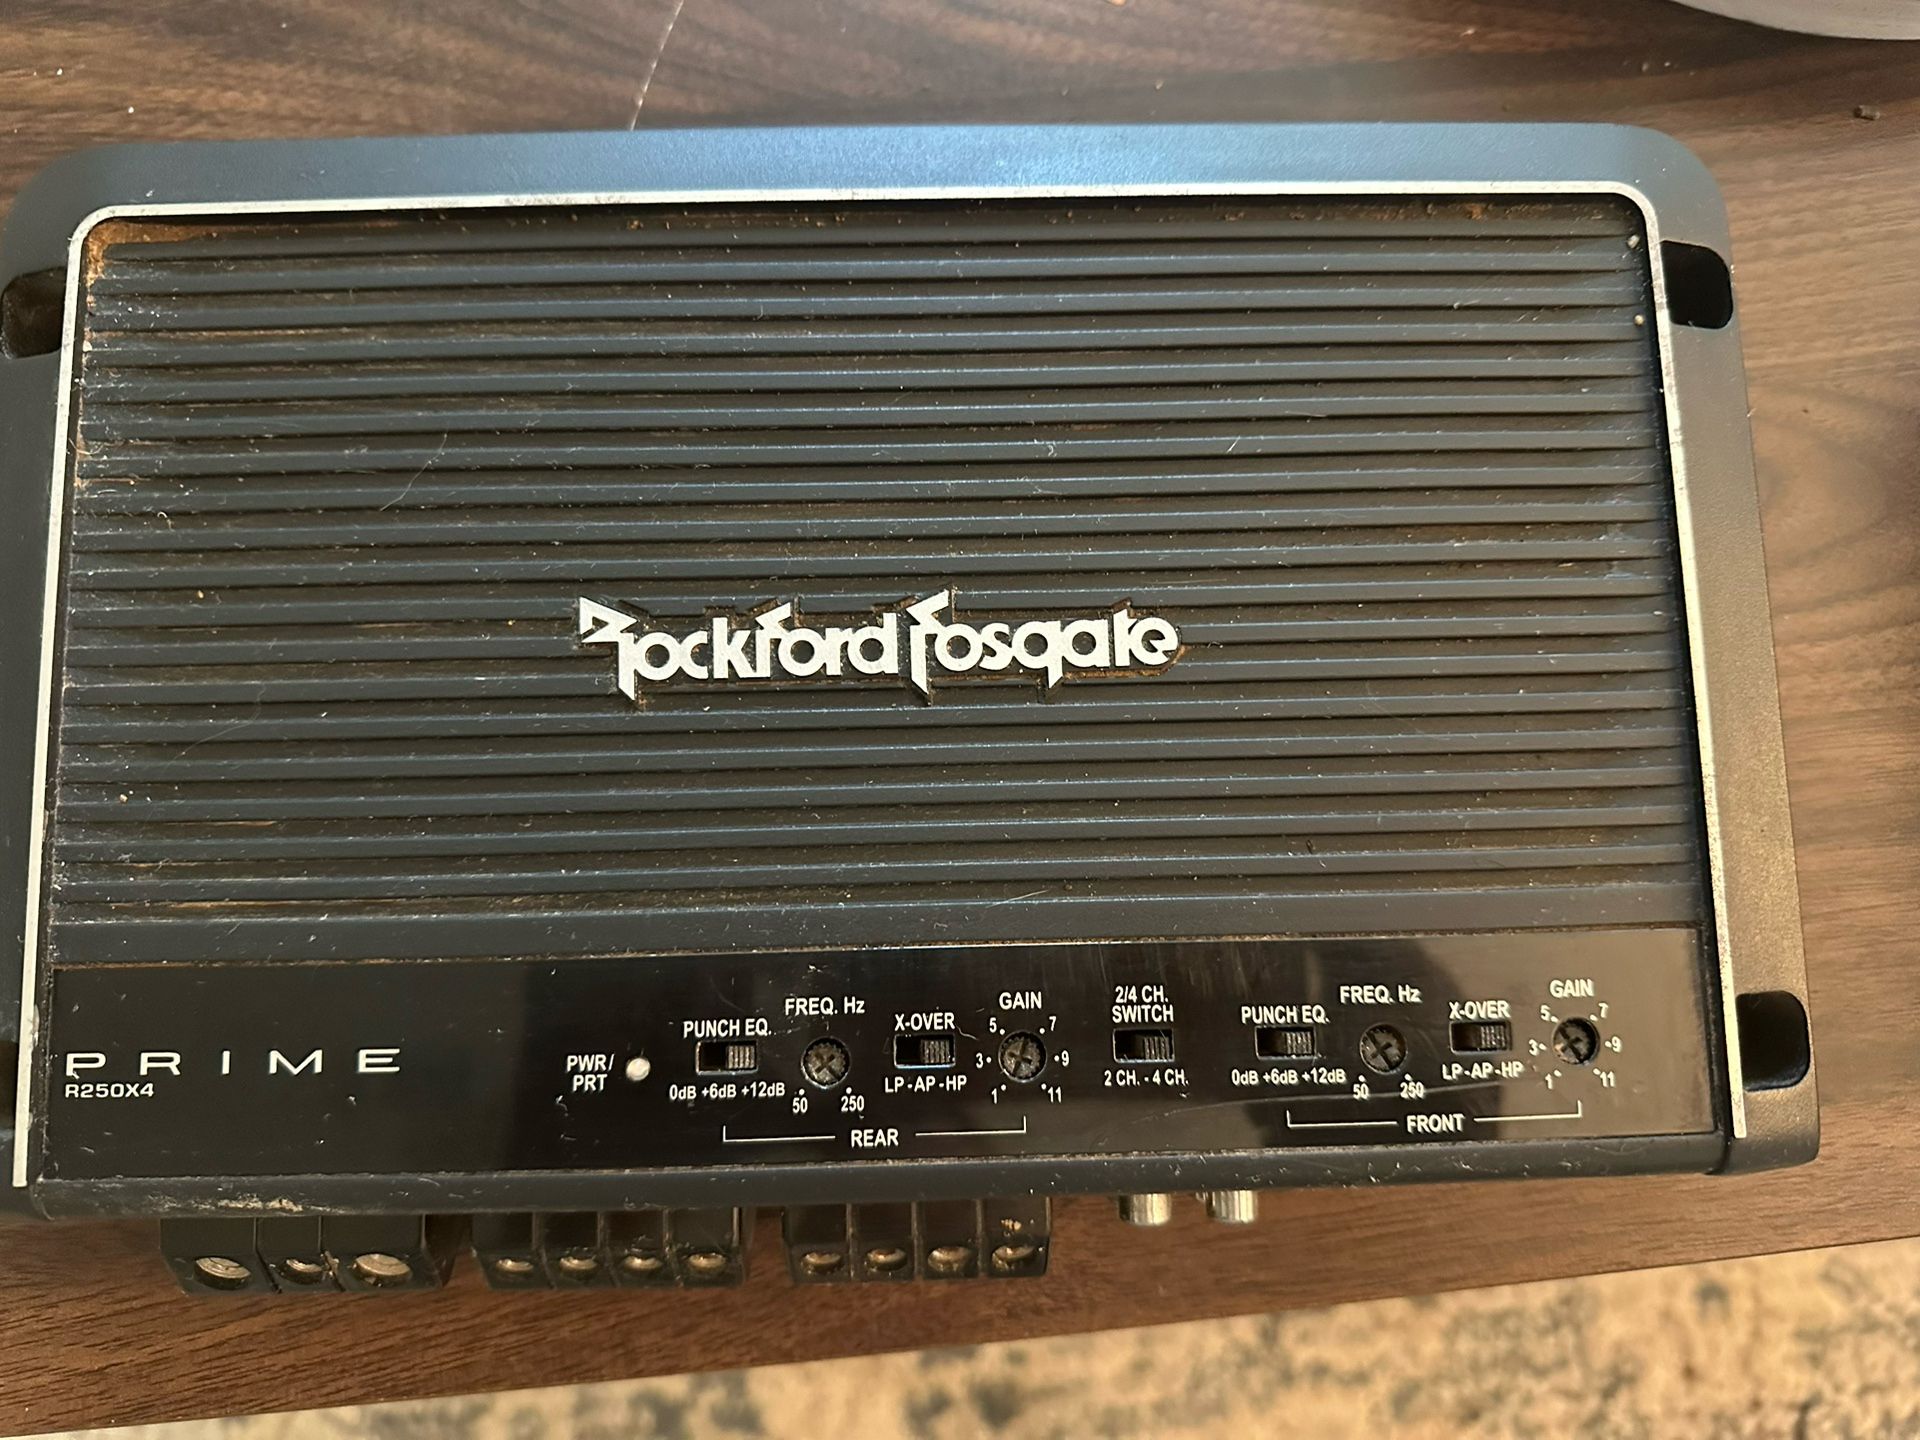 Rockford Fosgate
PRIME
R250X4
PWR/
PRT
PUNCH EQ.
0dB +6dB +12dB
FREQ. Hz
50 250
X-OVER
LP - AP - HP
GAIN
5 7
3 9
1 11
REAR
2/4 CH.
SWITCH
2 CH. - 4 CH.
PUNCH EQ.
0dB +6dB +12dB
FREQ. Hz
50 250
X-OVER
LP - AP - HP
GAIN
5 7
3 9
1 11
FRONT